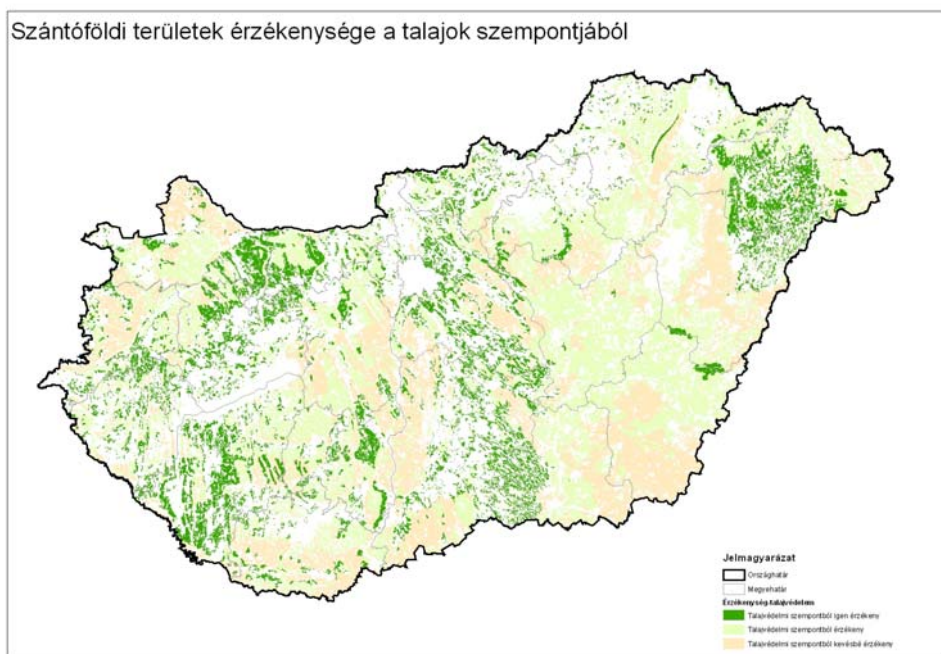 Szántóföldi területek érzékenysége a talajok szempontjából
Jelmagyarázat
Országhatár
Megyehatár
Érzékenység-talajvédelem
Talajvédelmi szempontból igen érzékeny
Talajvédelmi szempontból érzékeny
Talajvédelmi szempontból kevésbé érzékeny